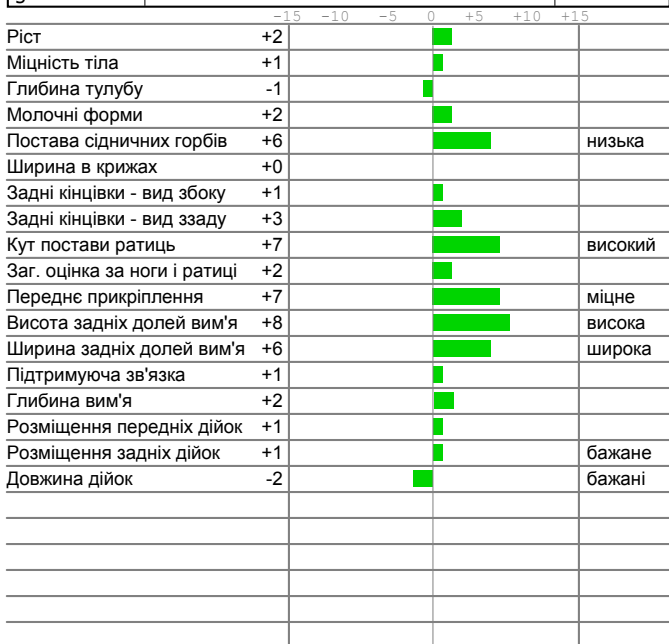 -15 -10 -5 0 +5 +10 +15
Ріст +2
Міцність тіла +1
Глибина тулубу -1
Молочні форми +2
Постава сідничних горбів +6 низька
Ширина в крижах +0
Задні кінцівки - вид збоку +1
Задні кінцівки - вид ззаду +3
Кут постави ратиць +7 високий
Заг. оцінка за ноги і ратиці +2
Переднє прикріплення +7 міцне
Висота задніх долей вим'я +8 висока
Ширина задніх долей вим'я +6 широка
Підтримуюча зв'язка +1
Глибина вим'я +2
Розміщення передніх дійок +1
Розміщення задніх дійок +1 бажане
Довжина дійок -2 бажані